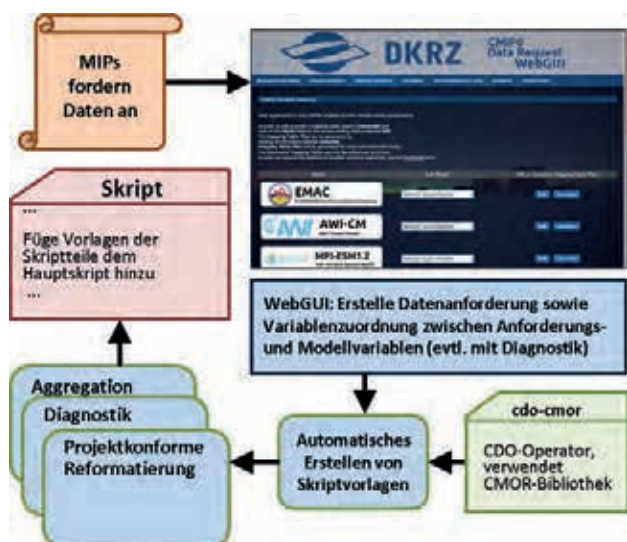 MIPs
fordern
Daten an
DKRZ
CMIP6
Data Request
WebGUI
EMAC
AWI-CM
MPI-ESM1.2
Skript
...
Füge Vorlagen der
Skriptteile dem
Hauptskript hinzu
...
WebGUI: Erstelle Datenanforderung sowie
Variablenzuordnung zwischen Anforderungs-
und Modellvariablen (evtl. mit Diagnostik)
Aggregation
Diagnostik
Projektkonforme
Reformatierung
Automatisches
Erstellen von
Skriptvorlagen
cdo-cmor
CDO-Operator,
verwendet
CMOR-Bibliothek